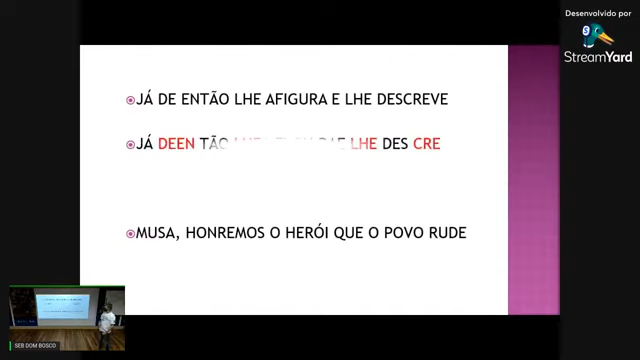 Desenvolvido por
StreamYard
JÁ DE ENTÃO LHE AFIGURA E LHE DESCREVE
JÁ DEEN TÃO LHE DES CRE
MUSA, HONREMOS O HERÓI QUE O POVO RUDE
SEB DOM BOSCO